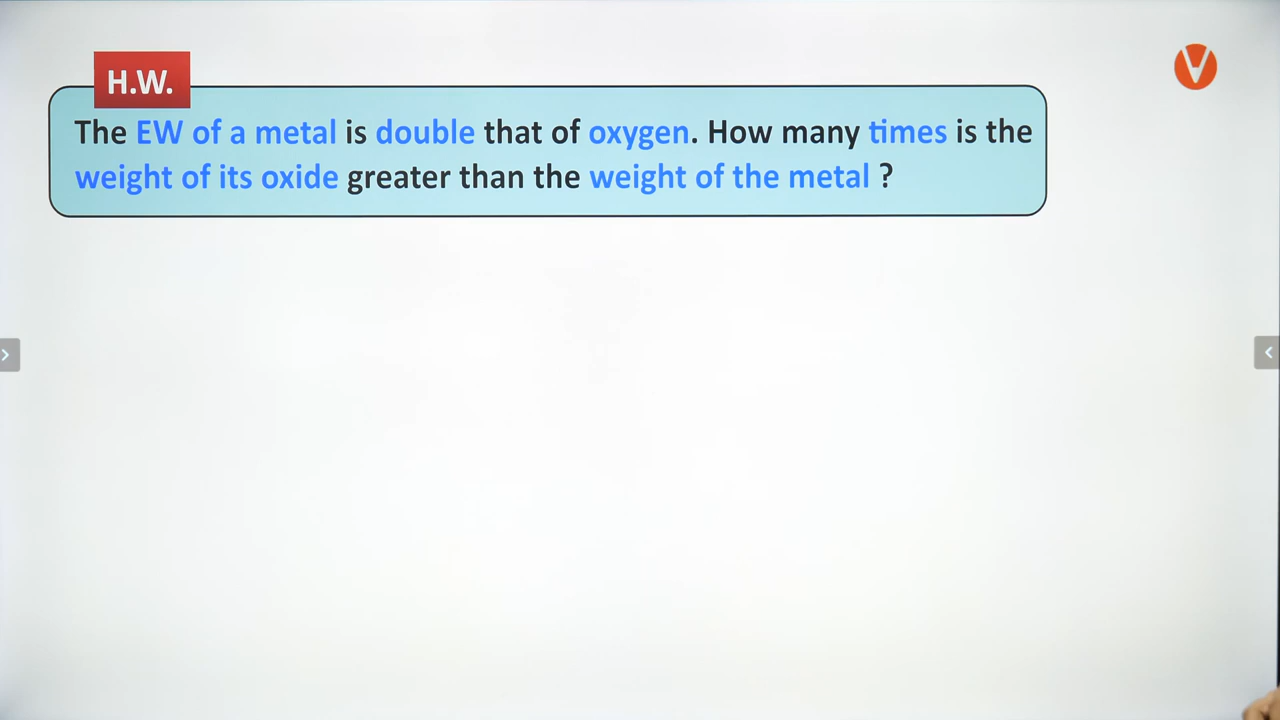 H.W.
The EW of a metal is double that of oxygen. How many times is the
weight of its oxide greater than the weight of the metal ?